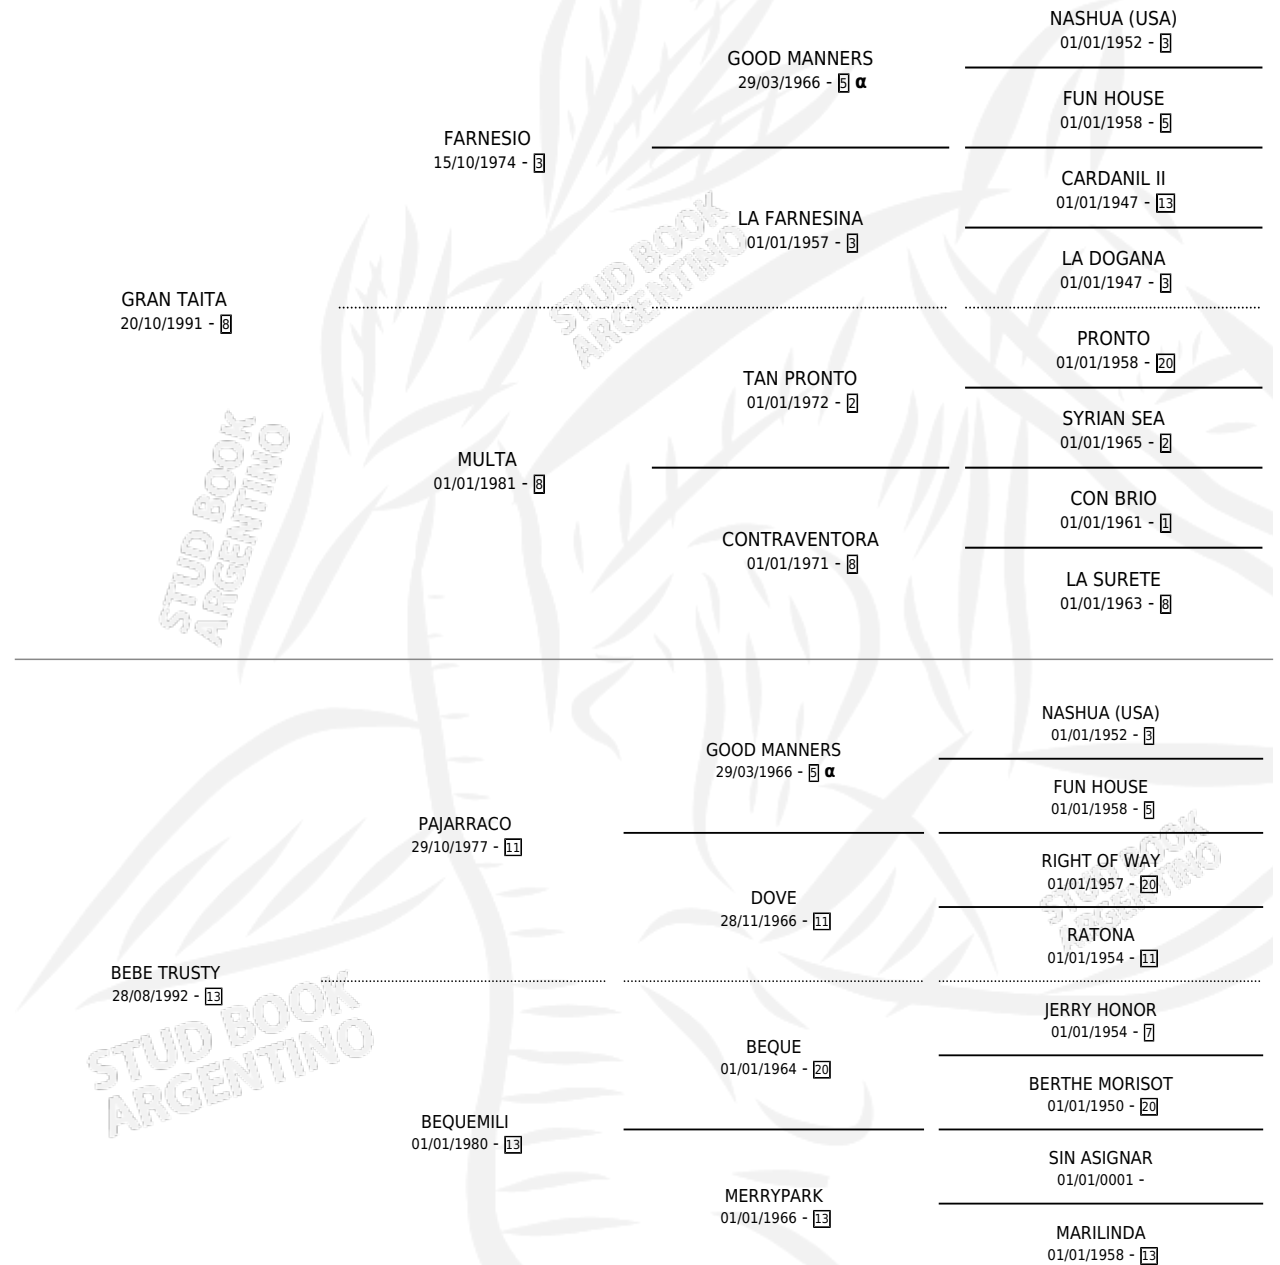 NASHUA (USA)
01/01/1952 - 3
GOOD MANNERS
29/03/1966 - 5 α
FUN HOUSE
01/01/1958 - 5
FARNESIO
15/10/1974 - 3
CARDANIL II
01/01/1947 - 13
LA FARNESINA
01/01/1957 - 3
LA DOGANA
01/01/1947 - 3
GRAN TAITA
20/10/1991 - 8
PRONTO
01/01/1958 - 20
TAN PRONTO
01/01/1972 - 2
SYRIAN SEA
01/01/1965 - 2
MULTA
01/01/1981 - 8
CON BRIO
01/01/1961 - 1
CONTRAVENTORA
01/01/1971 - 8
LA SURETE
01/01/1963 - 8
NASHUA (USA)
01/01/1952 - 3
GOOD MANNERS
29/03/1966 - 5 α
FUN HOUSE
01/01/1958 - 5
PAJARRACO
29/10/1977 - 11
RIGHT OF WAY
01/01/1957 - 20
DOVE
28/11/1966 - 11
RATONA
01/01/1954 - 11
BEBE TRUSTY
28/08/1992 - 13
JERRY HONOR
01/01/1954 - 7
BEQUE
01/01/1964 - 20
BERTHE MORISOT
01/01/1950 - 20
BEQUEMILI
01/01/1980 - 13
SIN ASIGNAR
01/01/0001 -
MERRYPARK
01/01/1966 - 13
MARILINDA
01/01/1958 - 13
STUD BOOK
ARGENTINO
STUD BOOK
ARGENTINO
STUD BOOK
ARGENTINO
STUD BOOK
ARGENTINO